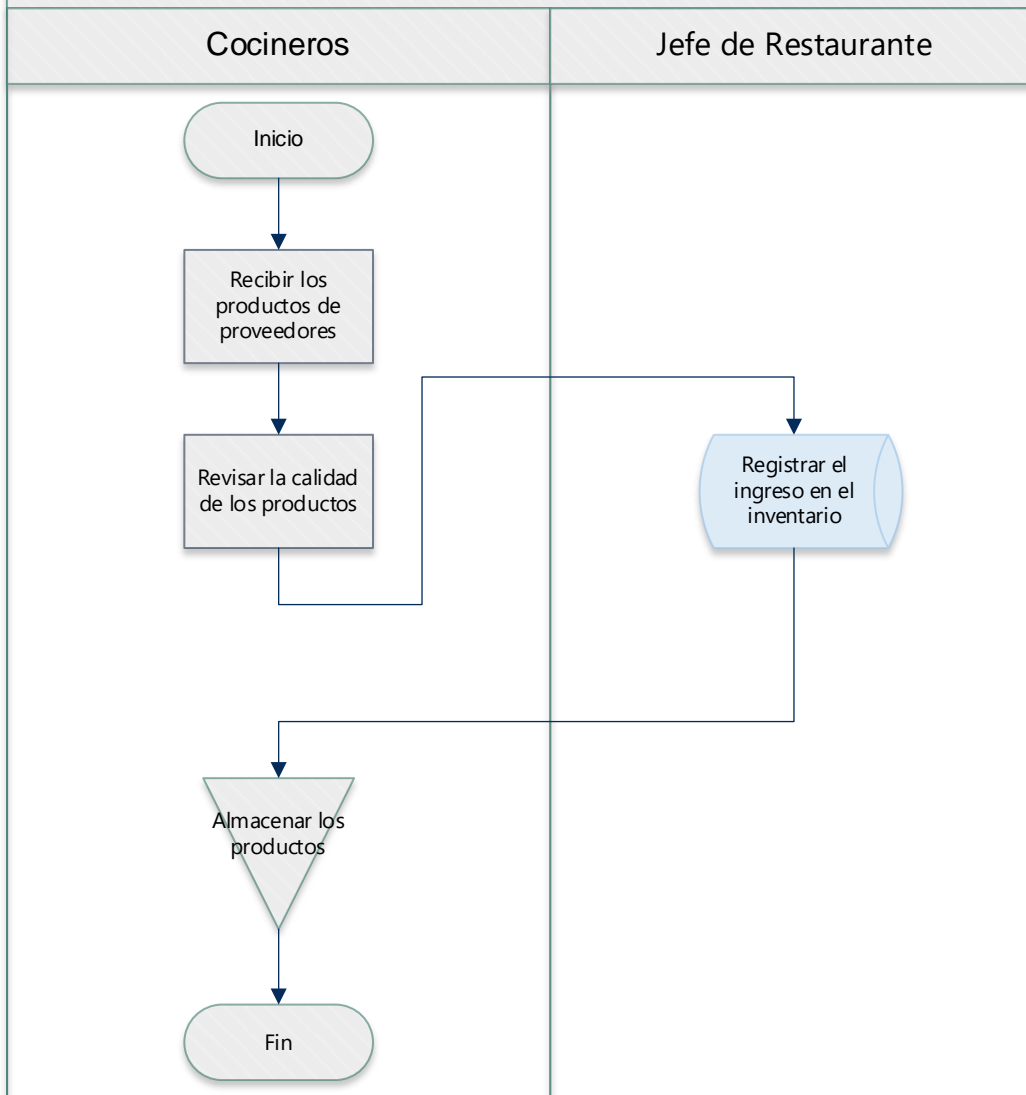 Cocineros
Jefe de Restaurante
Inicio
Recibir los
productos de
proveedores
Revisar la calidad
de los productos
Registrar el
ingreso en el
inventario
Almacenar los
productos
Fin